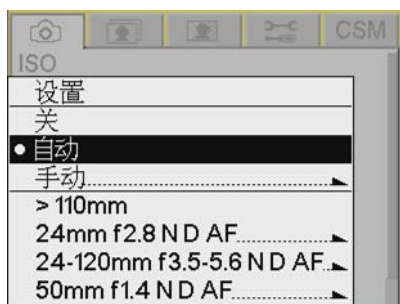 CSM
ISO
设置
关
自动
手动
> 110mm
24mm f2.8 N D AF
24-120mm f3.5-5.6 N D AF
50mm f1.4 N D AF